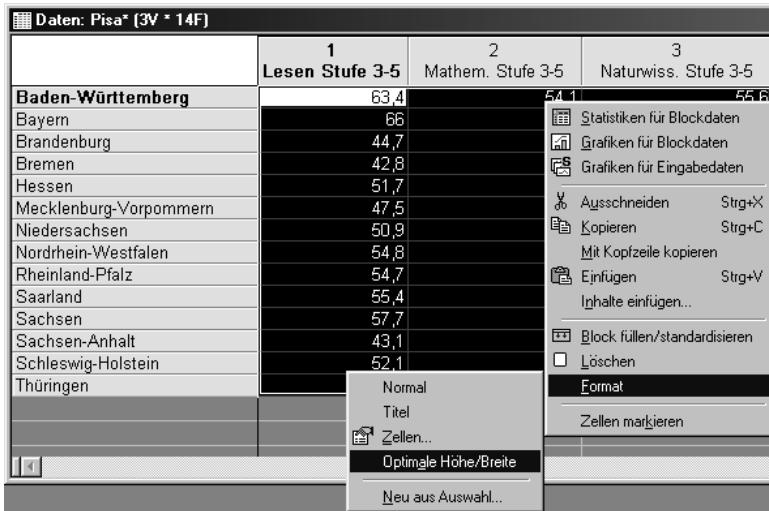 Daten: Pisa* (3V * 14F)
1 2 3
Lesen Stufe 3-5 Mathem. Stufe 3-5 Naturwiss. Stufe 3-5
Baden-Württemberg 63,4 54,1 55,6
Bayern 66
Brandenburg 44,7
Bremen 42,8
Hessen 51,7
Mecklenburg-Vorpommern 47,5
Niedersachsen 50,9
Nordrhein-Westfalen 54,8
Rheinland-Pfalz 54,7
Saarland 55,4
Sachsen 57,7
Sachsen-Anhalt 43,1
Schleswig-Holstein 52,1
Thüringen
Statistiken für Blockdaten
Grafiken für Blockdaten
Grafiken für Eingabedaten
Ausschneiden Strg+X
Kopieren Strg+C
Mit Kopfzeile kopieren
Einfügen Strg+V
Inhalte einfügen...
Block füllen/standardisieren
Löschen
Format
Zellen markieren
Normal
Titel
Zellen...
Optimale Höhe/Breite
Neu aus Auswahl...